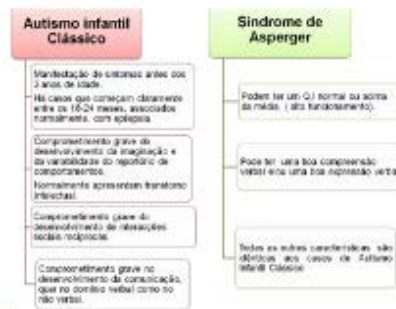 Autismo infantil
Clássico
Manifestação de sintomas antes dos
3 anos de idade.
Há casos que começam claramente
entre os 18-24 meses, associados
normalmente, com epilepsia.
Comprometimento grave do
desenvolvimento da imaginação e
da variabilidade do repertório de
comportamentos.
Normalmente apresentam transtorno
intelectual.
Comprometimento grave do
desenvolvimento de interacções
sociais recíprocas.
Comprometimento grave no
desenvolvimento da comunicação,
quer no domínio verbal como no
não verbal.
Síndrome de
Asperger
Podem ter um Q.I normal ou acima
da média, ( alto funcionamento).
Pode ter uma boa compreensão
verbal e/ou uma boa expressão verbal
Todas as outras características são
idênticas aos casos de Autismo
Infantil Clássico